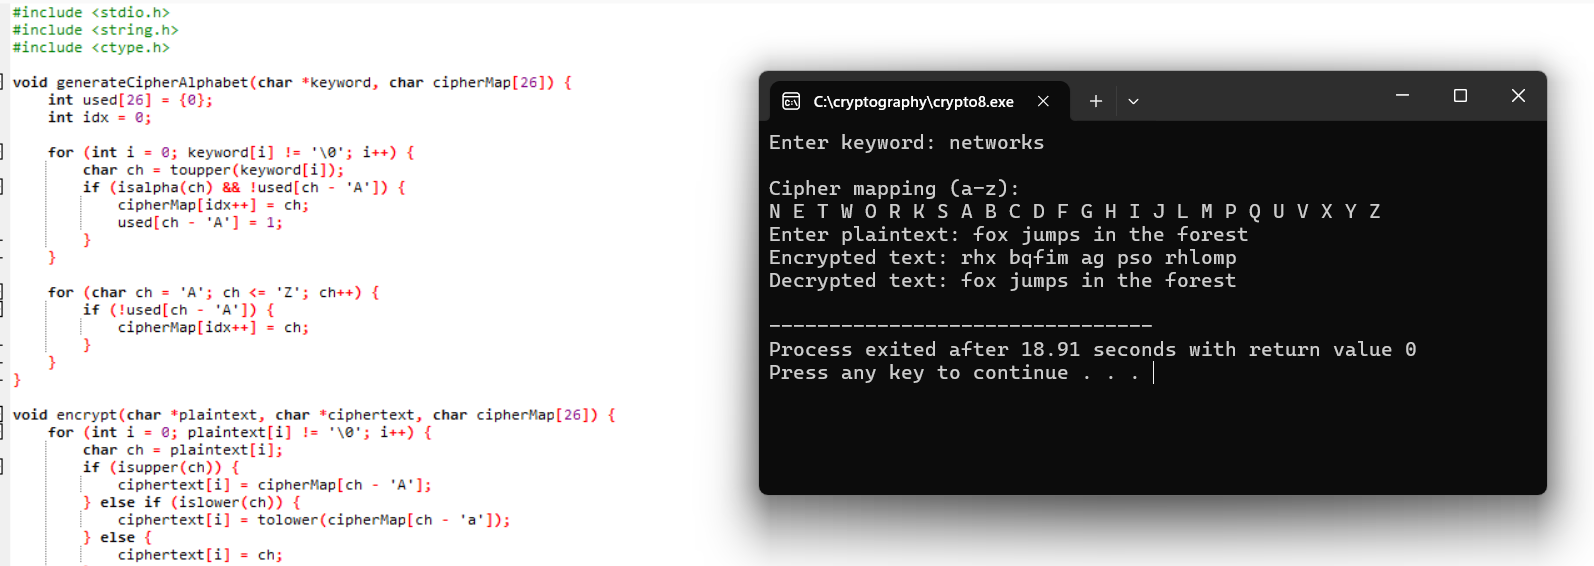 #include <stdio.h>
#include <string.h>
#include <ctype.h>

void generateCipherAlphabet(char *keyword, char cipherMap[26]) {
    int used[26] = {0};
    int idx = 0;

    for (int i = 0; keyword[i] != '\0'; i++) {
        char ch = toupper(keyword[i]);
        if (isalpha(ch) && !used[ch - 'A']) {
            cipherMap[idx++] = ch;
            used[ch - 'A'] = 1;
        }
    }

    for (char ch = 'A'; ch <= 'Z'; ch++) {
        if (!used[ch - 'A']) {
            cipherMap[idx++] = ch;
        }
    }
}

void encrypt(char *plaintext, char *ciphertext, char cipherMap[26]) {
    for (int i = 0; plaintext[i] != '\0'; i++) {
        char ch = plaintext[i];
        if (isupper(ch)) {
            ciphertext[i] = cipherMap[ch - 'A'];
        } else if (islower(ch)) {
            ciphertext[i] = tolower(cipherMap[ch - 'a']);
        } else {
            ciphertext[i] = ch;

C:\cryptography\crypto8.exe
Enter keyword: networks

Cipher mapping (a-z):
N E T W O R K S A B C D F G H I J L M P Q U V X Y Z
Enter plaintext: fox jumps in the forest
Encrypted text: rhx bqfim ag pso rhlomp
Decrypted text: fox jumps in the forest

--------------------------------
Process exited after 18.91 seconds with return value 0
Press any key to continue . . .